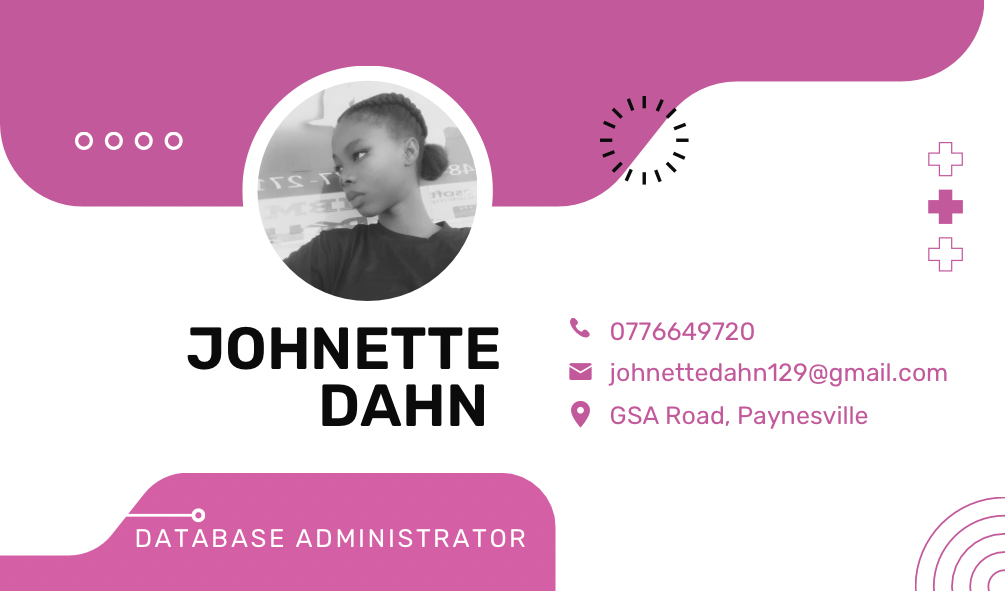 JOHNETTE
DAHN
0776649720
johnettedahn129@gmail.com
GSA Road, Paynesville
DATABASE ADMINISTRATOR